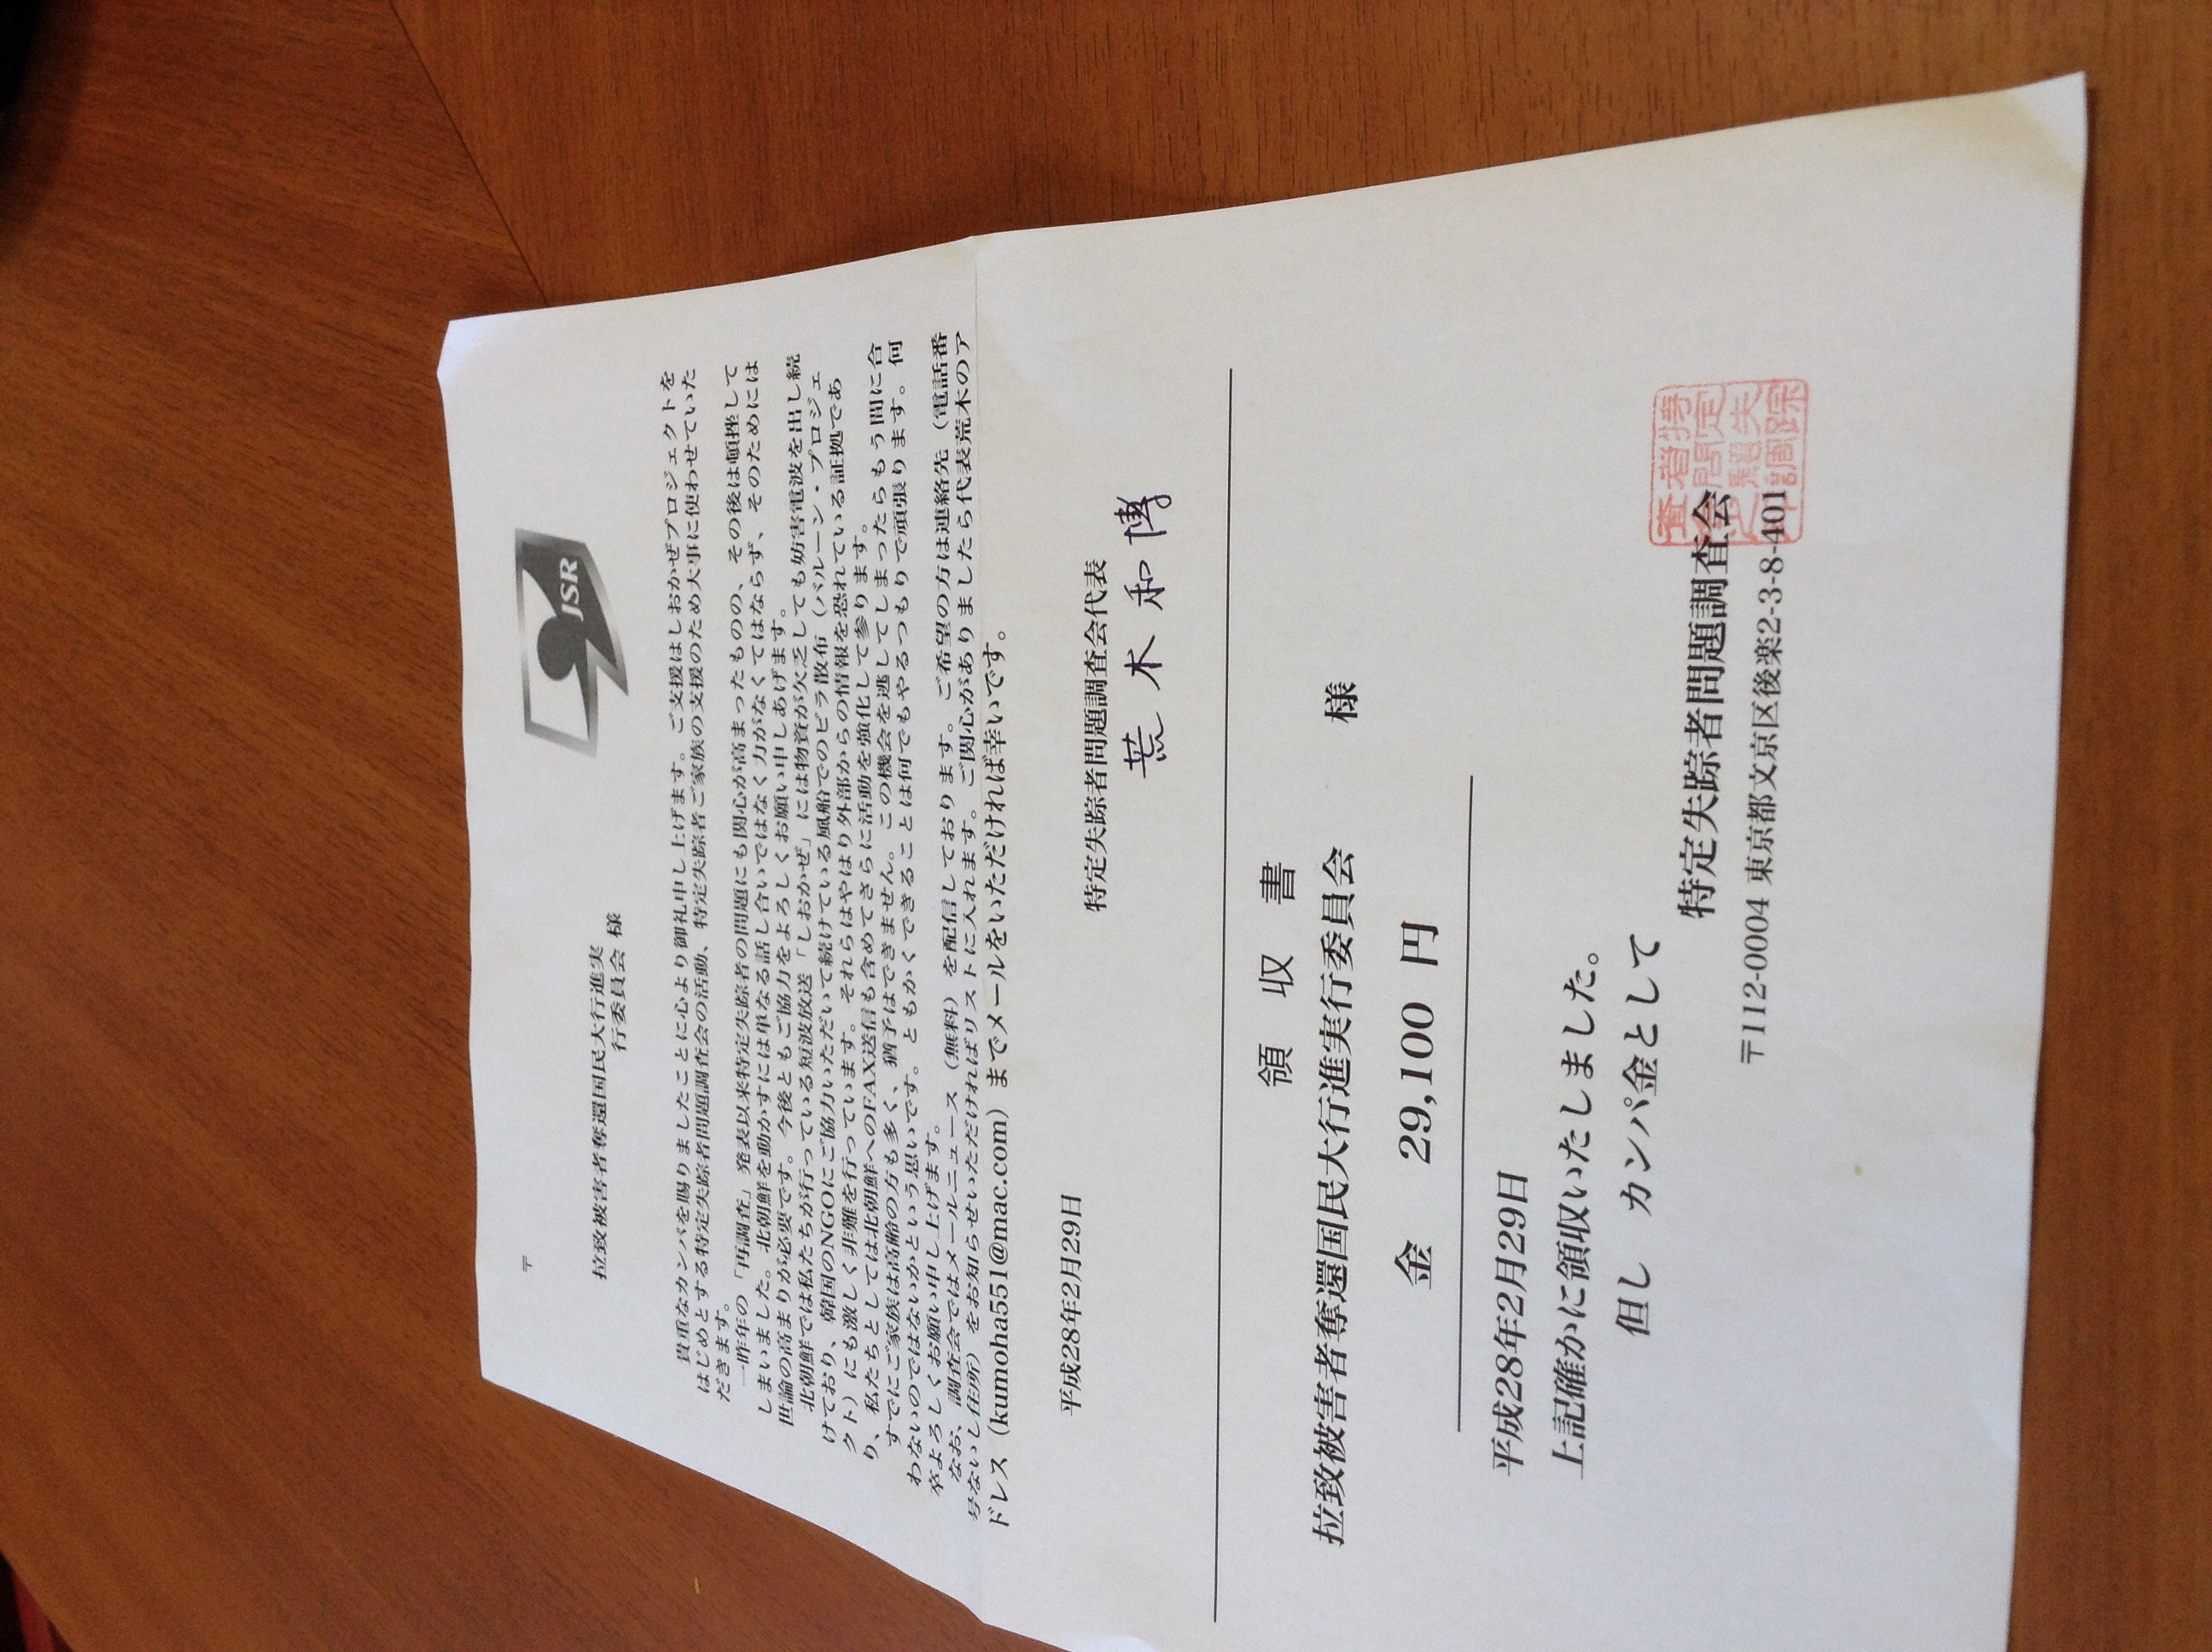 〒
JSR
拉致被害者奪還国民大行進実
行委員会 様
貴重なカンパを賜りましたことに心より御礼申し上げます。ご支援はしおかぜプロジェクトを
はじめとする特定失踪者問題調査会の活動、特定失踪者ご家族の支援のため大事に使わせていた
だきます。
一昨年の「再調査」発表以来特定失踪者の問題にも関心が高まったものの、その後は頓挫して
しまいました。北朝鮮を動かすには単なる話し合いではなく力がなくてはならず、そのためには
世論の高まりが必要です。今後ともご協力をよろしくお願い申しあげます。
北朝鮮では私たちが行っている短波放送「しおかぜ」には物資が欠乏しても妨害電波を出し続
けており、韓国のNGOにご協力いただいて続けている風船でのビラ散布（バルーン・プロジェ
クト）にも激しく非難を行っています。それらはやはり外部からの情報を恐れている証拠であ
り、私たちとしては北朝鮮へのFAX送信も含めてさらに活動を強化して参ります。
すでにご家族は高齢の方も多く、猶予はできません。この機会を逃してしまったらもう間に合
わないのではないかという思いです。ともかくできることは何でもやるつもりで頑張ります。何
卒よろしくお願い申し上げます。
なお、調査会ではメールニュース（無料）を配信しております。ご希望の方は連絡先（電話番
号ないし住所）をお知らせいただければリストに入れます。ご関心がありましたら代表荒木のア
ドレス（kumoha551@mac.com）までメールをいただければ幸いです。
平成28年2月29日
特定失踪者問題調査会代表
荒木和博
領 収 書
拉致被害者奪還国民大行進実行委員会 様
金 29,100 円
平成28年2月29日
上記確かに領収いたしました。
但し カンパ金として
特定失踪者問題調査会
〒112-0004 東京都文京区後楽2-3-8-401